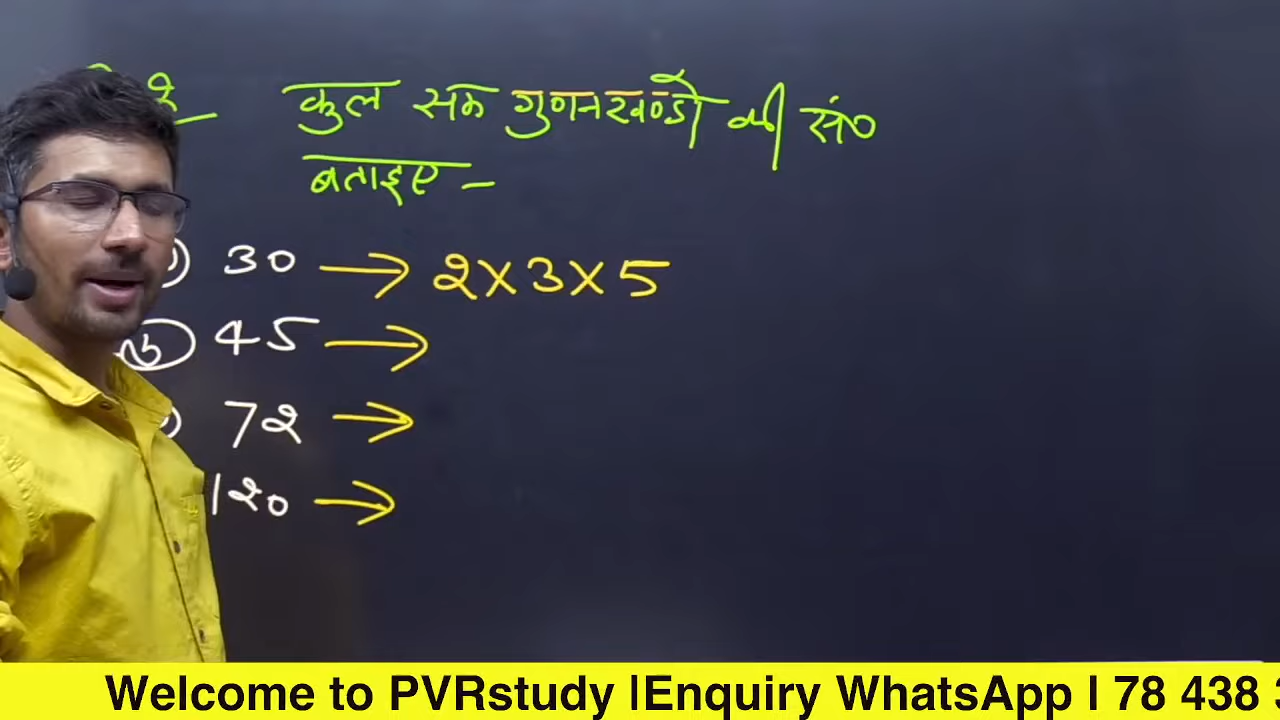 कुल सम गुणनखण्डो की सं०
बताइए -
30 → 2×3×5
b 45 →
72 →
120 →
Welcome to PVRstudy |Enquiry WhatsApp | 78 438